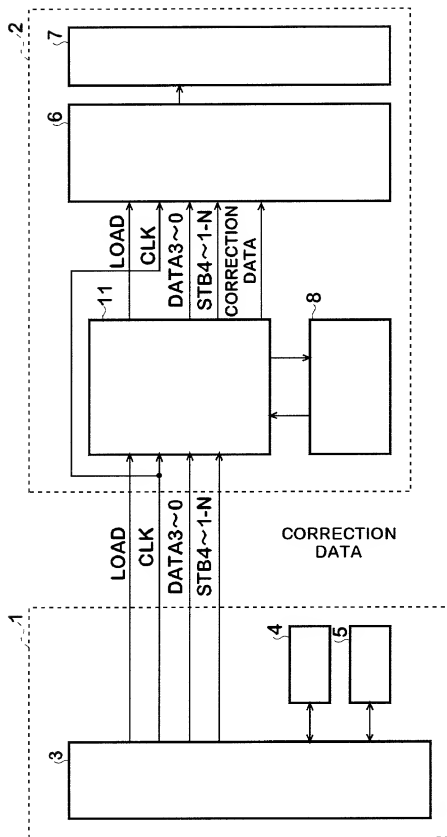 1
3
4
5
LOAD
CLK
DATA3~0
STB4~1-N
CORRECTION
DATA
2
11
8
LOAD
CLK
DATA3~0
STB4~1-N
CORRECTION
DATA
6
7